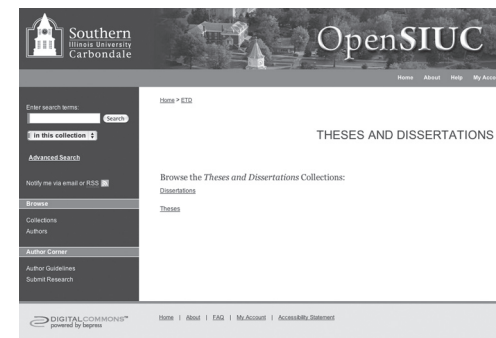 Southern
Illinois University
Carbondale
OpenSIUC
Home About Help My Acco
Enter search terms:
Search
in this collection
Advanced Search
Notify me via email or RSS
Browse
Collections
Authors
Author Corner
Author Guidelines
Submit Research
Home > ETD
THESES AND DISSERTATIONS
Browse the Theses and Dissertations Collections:
Dissertations
Theses
DIGITALCOMMONS™
powered by bepress
Home | About | FAQ | My Account | Accessibility Statement